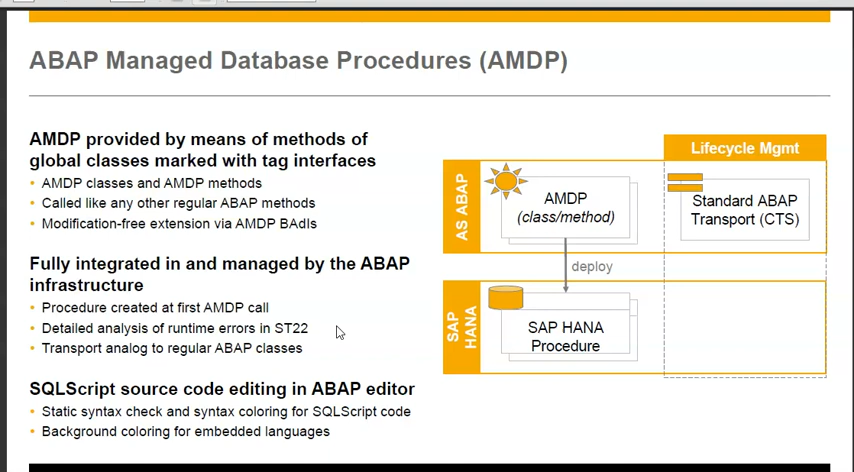 ABAP Managed Database Procedures (AMDP)
AMDP provided by means of methods of
global classes marked with tag interfaces
AMDP classes and AMDP methods
Called like any other regular ABAP methods
Modification-free extension via AMDP BAdIs
Fully integrated in and managed by the ABAP
infrastructure
Procedure created at first AMDP call
Detailed analysis of runtime errors in ST22
Transport analog to regular ABAP classes
SQLScript source code editing in ABAP editor
Static syntax check and syntax coloring for SQLScript code
Background coloring for embedded languages
Lifecycle Mgmt
AS ABAP
AMDP
(class/method)
Standard ABAP
Transport (CTS)
deploy
SAP
HANA
SAP HANA
Procedure